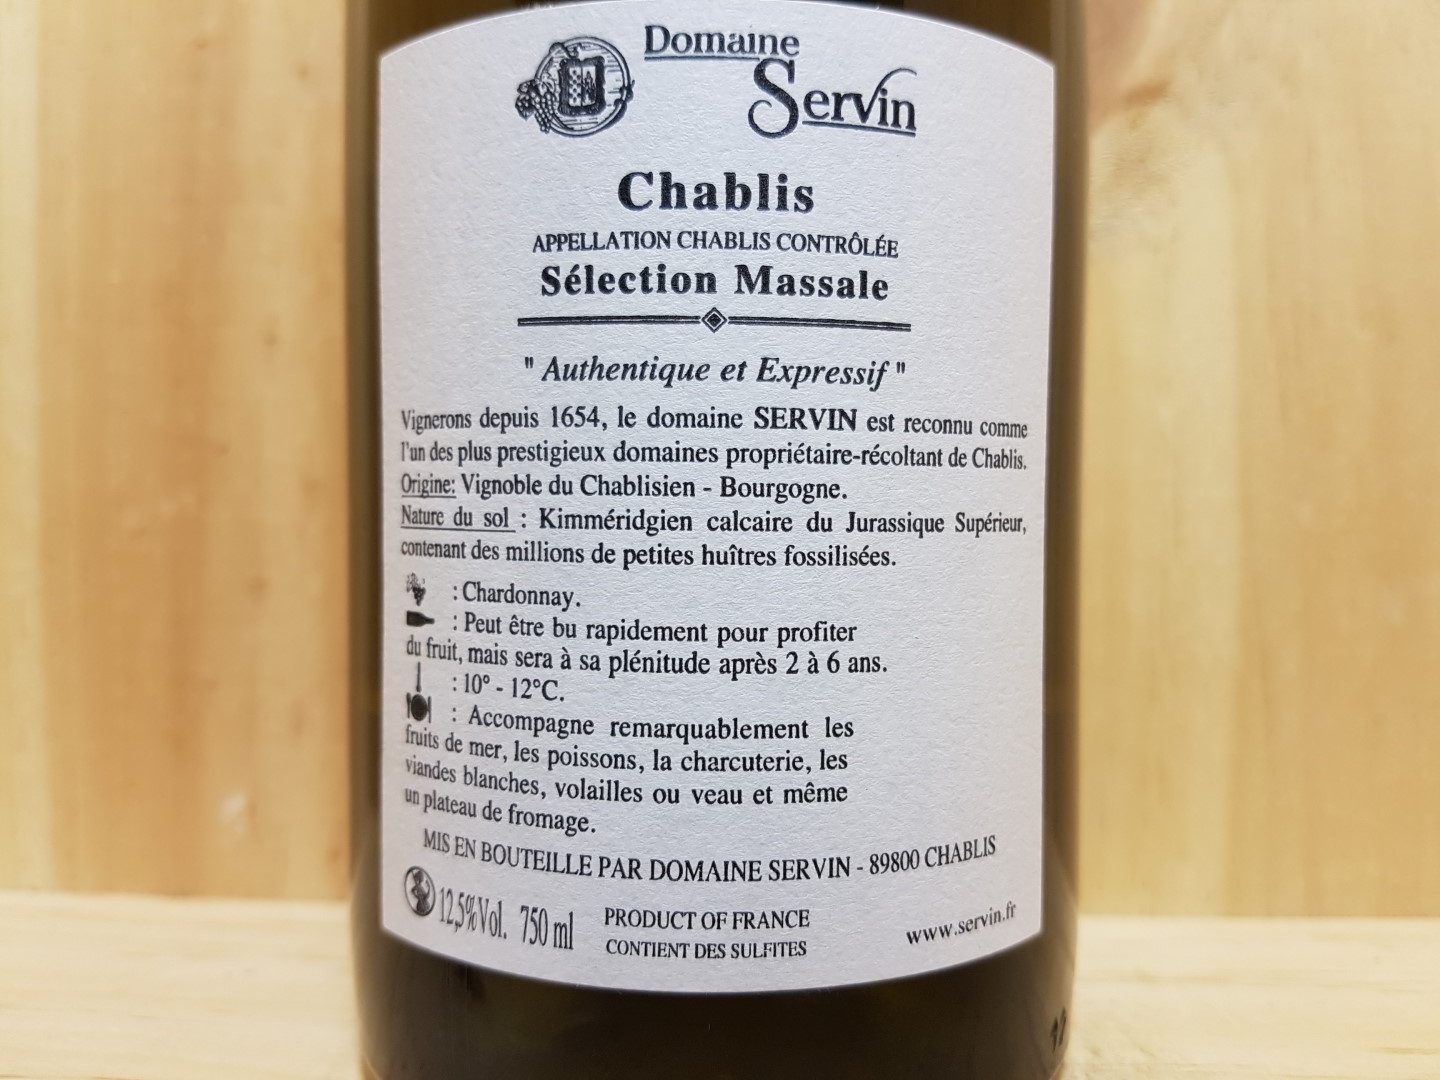 Domaine
Servin
Chablis
APPELLATION CHABLIS CONTRÔLÉE
Sélection Massale
" Authentique et Expressif "
Vignerons depuis 1654, le domaine SERVIN est reconnu comme
l'un des plus prestigieux domaines propriétaire-récoltant de Chablis.
Origine: Vignoble du Chablisien - Bourgogne.
Nature du sol : Kimméridgien calcaire du Jurassique Supérieur,
contenant des millions de petites huîtres fossilisées.
: Chardonnay.
: Peut être bu rapidement pour profiter
du fruit, mais sera à sa plénitude après 2 à 6 ans.
: 10° - 12°C.
: Accompagne remarquablement les
fruits de mer, les poissons, la charcuterie, les
viandes blanches, volailles ou veau et même
un plateau de fromage.
MIS EN BOUTEILLE PAR DOMAINE SERVIN - 89800 CHABLIS
12,5%Vol. 750 ml
PRODUCT OF FRANCE
CONTIENT DES SULFITES
www.servin.fr